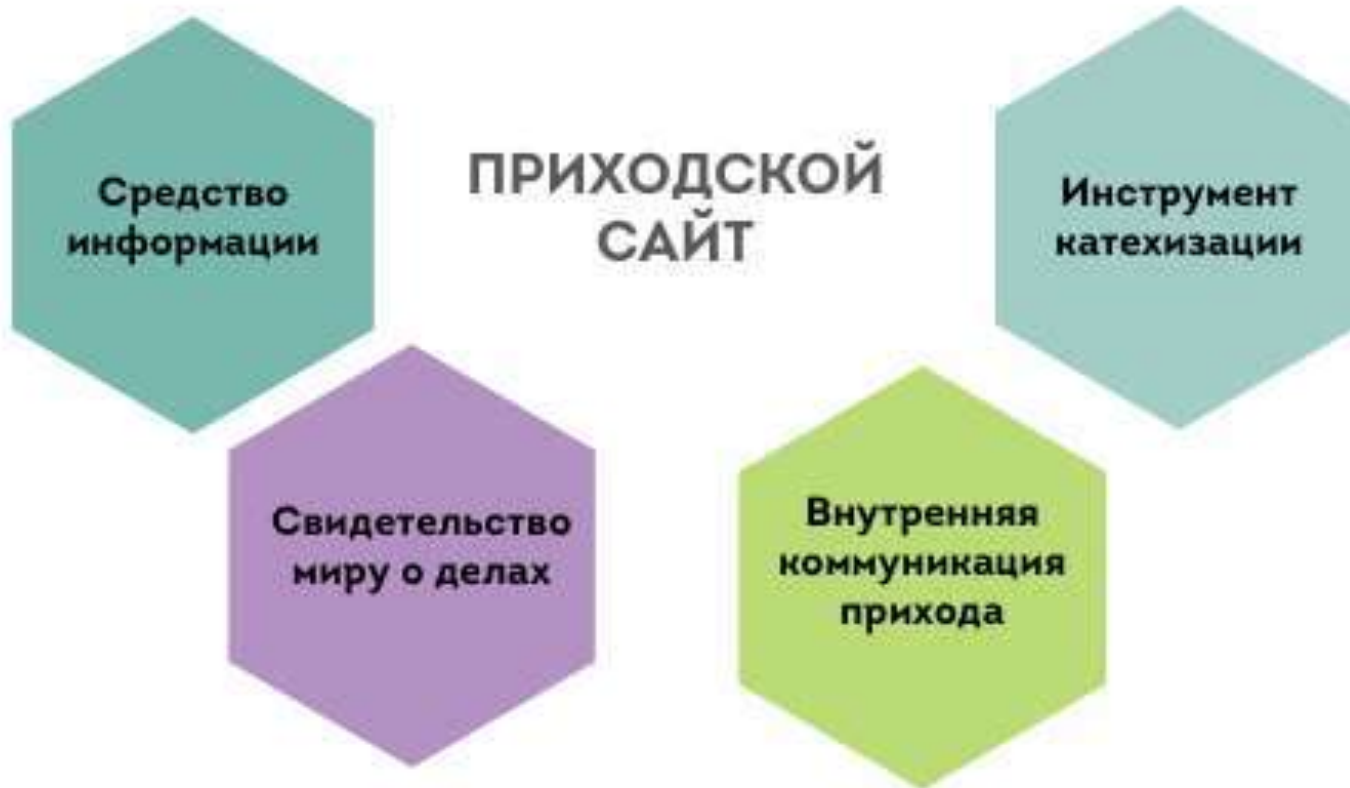 ПРИХОДСКОЙ
САЙТ
Средство
информации
Инструмент
катехизации
Свидетельство
миру о делах
Внутренняя
коммуникация
прихода